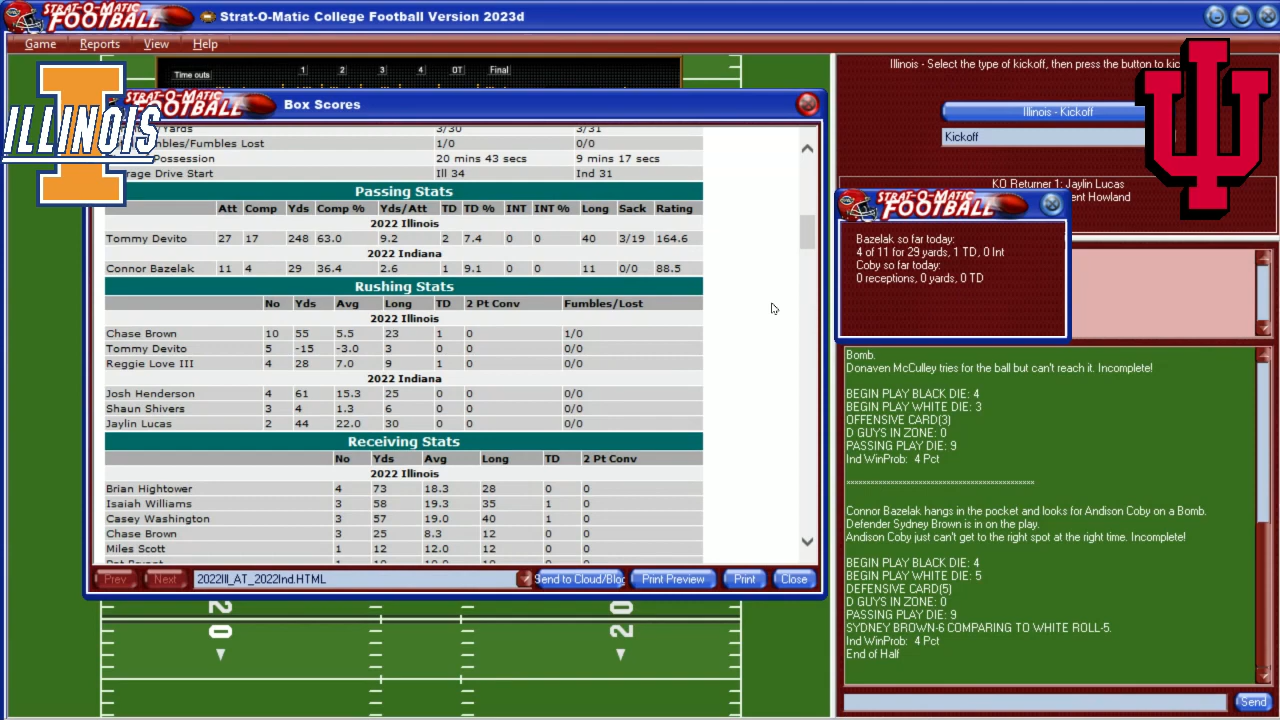 STRAT-O-MATIC FOOTBALL Strat-O-Matic College Football Version 2023d
Game Reports View Help
Time outs 1 2 3 4 OT Final
Illinois - Select the type of kickoff, then press the button to kic
Illinois - Kickoff
Kickoff
ILLINOIS
KO Returner 1: Jaylin Lucas
ent Howland
STRAT-O-MATIC FOOTBALL Box Scores
Yards 3/30 3/31
mbles/Fumbles Lost 1/0 0/0
Possession 20 mins 43 secs 9 mins 17 secs
rage Drive Start Ill 34 Ind 31
Passing Stats
Att Comp Yds Comp % Yds/Att TD TD % INT INT % Long Sack Rating
2022 Illinois
Tommy Devito 27 17 248 63.0 9.2 2 7.4 0 0 40 3/19 164.6
2022 Indiana
Connor Bazelak 11 4 29 36.4 2.6 1 9.1 0 0 11 0/0 88.5
Rushing Stats
No Yds Avg Long TD 2 Pt Conv Fumbles/Lost
2022 Illinois
Chase Brown 10 55 5.5 23 1 0 1/0
Tommy Devito 5 -15 -3.0 3 0 0 0/0
Reggie Love III 4 28 7.0 9 1 0 0/0
2022 Indiana
Josh Henderson 4 61 15.3 25 0 0 0/0
Shaun Shivers 3 4 1.3 6 0 0 0/0
Jaylin Lucas 2 44 22.0 30 0 0 0/0
Receiving Stats
No Yds Avg Long TD 2 Pt Conv
2022 Illinois
Brian Hightower 4 73 18.3 28 0 0
Isaiah Williams 3 58 19.3 35 1 0
Casey Washington 3 57 19.0 40 1 0
Chase Brown 3 25 8.3 12 0 0
Miles Scott 1 12 12.0 12 0 0
Prev Next 2022Ill_AT_2022Ind.HTML Send to Cloud/Blog Print Preview Print Close
STRAT-O-MATIC FOOTBALL
Bazelak so far today:
4 of 11 for 29 yards, 1 TD, 0 Int
Coby so far today:
0 receptions, 0 yards, 0 TD
Bomb.
Donaven McCulley tries for the ball but can't reach it. Incomplete!
BEGIN PLAY BLACK DIE: 4
BEGIN PLAY WHITE DIE: 3
OFFENSIVE CARD(3)
D GUYS IN ZONE: 0
PASSING PLAY DIE: 9
Ind WinProb: 4 Pct
Connor Bazelak hangs in the pocket and looks for Andison Coby on a Bomb.
Defender Sydney Brown is in on the play.
Andison Coby just can't get to the right spot at the right time. Incomplete!
BEGIN PLAY BLACK DIE: 4
BEGIN PLAY WHITE DIE: 5
DEFENSIVE CARD(5)
D GUYS IN ZONE: 0
PASSING PLAY DIE: 9
SYDNEY BROWN-6 COMPARING TO WHITE ROLL-5.
Ind WinProb: 4 Pct
End of Half
Send
2 0 2 0